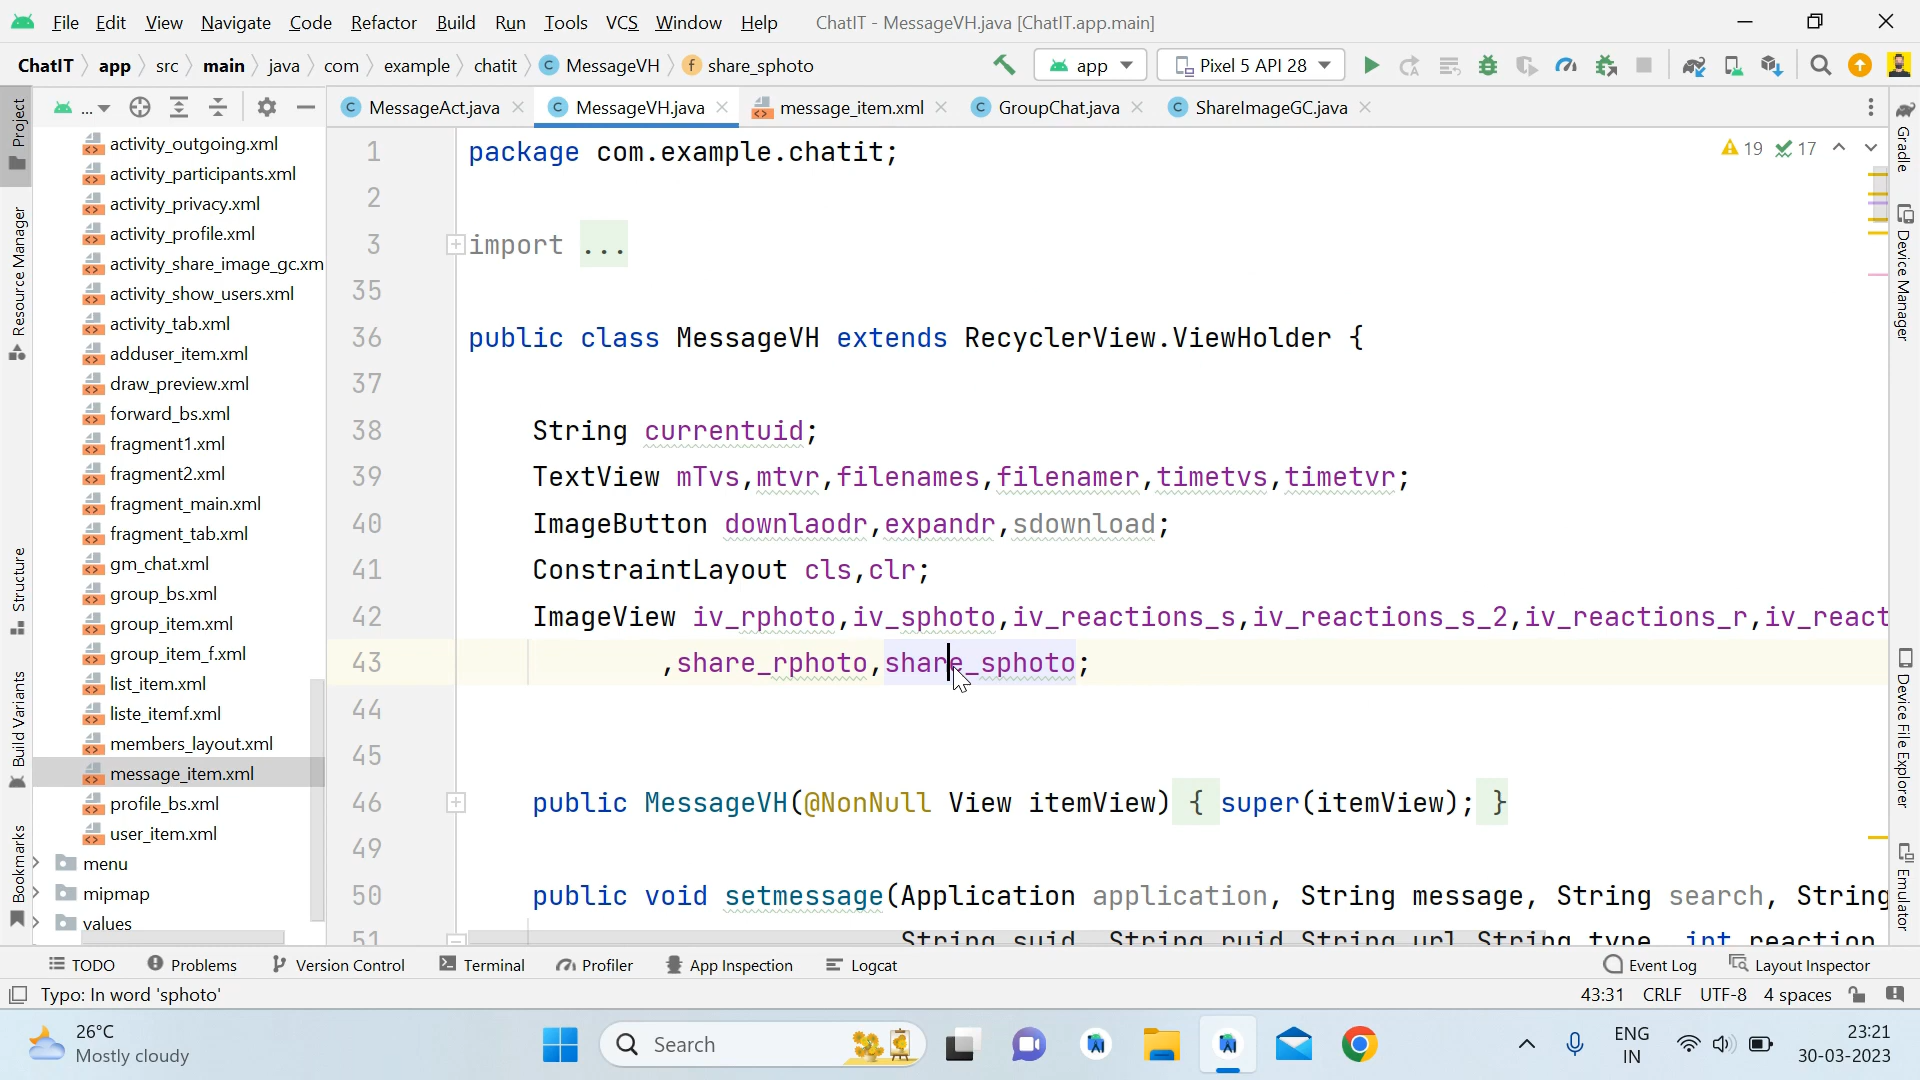 File Edit View Navigate Code Refactor Build Run Tools VCS Window Help ChatIT - MessageVH.java [ChatIT.app.main]
ChatIT app src main java com example chatit MessageVH share_sphoto app Pixel 5 API 28
... MessageAct.java MessageVH.java message_item.xml GroupChat.java ShareImageGC.java
Project
Resource Manager
Structure
Build Variants
Bookmarks
activity_outgoing.xml
activity_participants.xml
activity_privacy.xml
activity_profile.xml
activity_share_image_gc.xm
activity_show_users.xml
activity_tab.xml
adduser_item.xml
draw_preview.xml
forward_bs.xml
fragment1.xml
fragment2.xml
fragment_main.xml
fragment_tab.xml
gm_chat.xml
group_bs.xml
group_item.xml
group_item_f.xml
list_item.xml
liste_itemf.xml
members_layout.xml
message_item.xml
profile_bs.xml
user_item.xml
menu
mipmap
values
19 17
1 package com.example.chatit;
2
3 import ...
35
36 public class MessageVH extends RecyclerView.ViewHolder {
37
38 String currentuid;
39 TextView mTvs,mtvr,filenames,filenamer,timetvs,timetvr;
40 ImageButton downlaodr,expandr,sdownload;
41 ConstraintLayout cls,clr;
42 ImageView iv_rphoto,iv_sphoto,iv_reactions_s,iv_reactions_s_2,iv_reactions_r,iv_react
43 ,share_rphoto,share_sphoto;
44
45
46 public MessageVH(@NonNull View itemView) { super(itemView); }
49
50 public void setmessage(Application application, String message, String search, String
51 String suid, String ruid String url String type, int reaction
Gradle
Device Manager
Device File Explorer
Emulator
TODO Problems Version Control Terminal Profiler App Inspection Logcat Event Log Layout Inspector
Typo: In word 'sphoto' 43:31 CRLF UTF-8 4 spaces
26°C
Mostly cloudy
Search
ENG
IN
23:21
30-03-2023